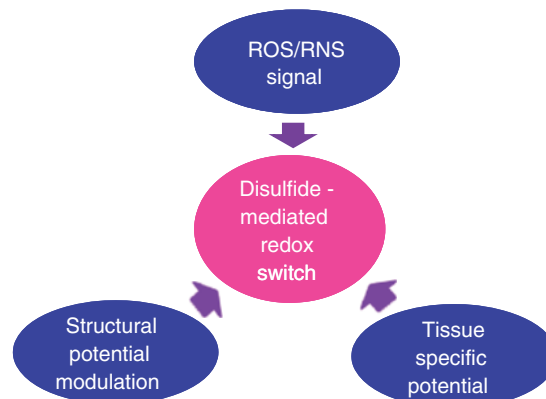 ROS/RNS
signal
Disulfide -
mediated
redox
switch
Structural
potential
modulation
Tissue
specific
potential